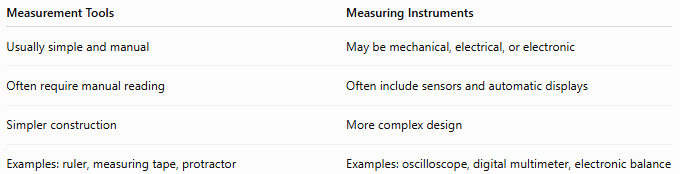 Measurement Tools Measuring Instruments
Usually simple and manual May be mechanical, electrical, or electronic
Often require manual reading Often include sensors and automatic displays
Simpler construction More complex design
Examples: ruler, measuring tape, protractor Examples: oscilloscope, digital multimeter, electronic balance